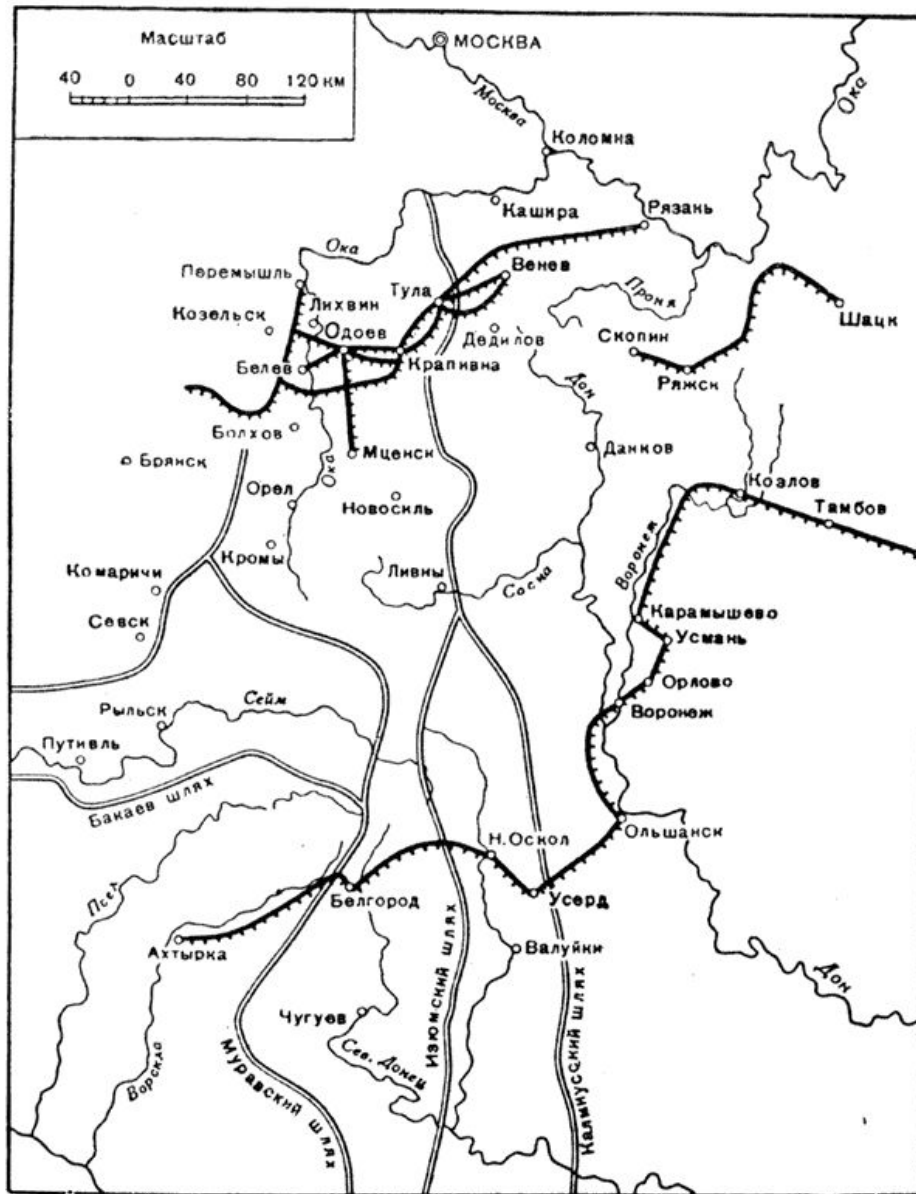 Масштаб
40 0 40 80 120 км
МОСКВА
Москва
Ока
Коломна
Кашира
Рязань
Ока
Перемышль
Венев
Тула
Лихвин
Проня
Козельск
Одоев
Шацк
Дедилов
Скопин
Белев
Крапивна
Ряжск
Дон
Болхов
Данков
Мценск
Брянск
Ока
Козлов
Орел
Новосиль
Тамбов
Воронеж
Кромы
Комаричи
Ливны
Сосна
Карамышево
Севск
Усмань
Орлово
Сейм
Рыльск
Воронеж
Путивль
Бакаев шлях
Ольшанск
Н. Оскол
Псел
Белгород
Усерд
Ахтырка
Валуйки
Дон
Изюмский шлях
Чугуев
Калмиусский шлях
Сев. Донец
Муравский шлях
Ворскла